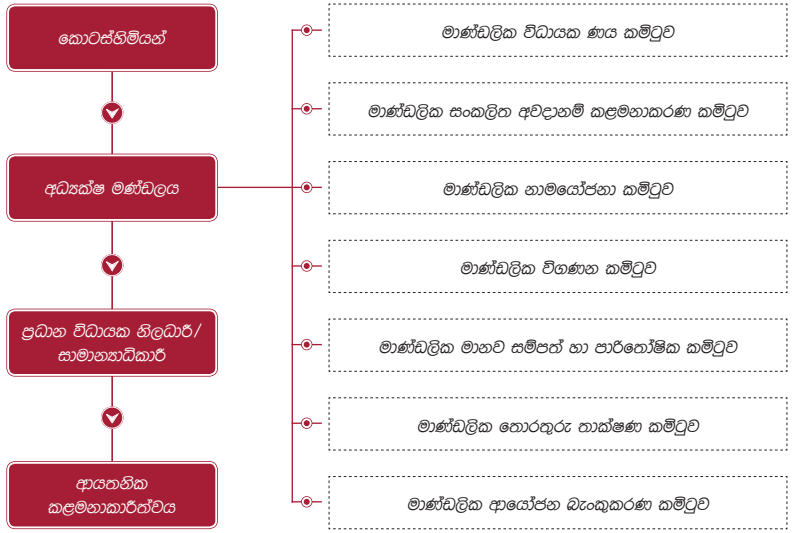 කොටස්හිමියන්
අධ්‍යක්ෂ මණ්ඩලය
ප්‍රධාන විධායක නිලධාරී/
සාමාන්‍යාධිකාරී
ආයතනික
කළමනාකාරීත්වය
මාණ්ඩලික විධායක ණය කමිටුව
මාණ්ඩලික සංකලිත අවදානම් කළමනාකරණ කමිටුව
මාණ්ඩලික නාමයෝජනා කමිටුව
මාණ්ඩලික විගණන කමිටුව
මාණ්ඩලික මානව සම්පත් හා පාරිතෝෂික කමිටුව
මාණ්ඩලික තොරතුරු තාක්ෂණ කමිටුව
මාණ්ඩලික ආයෝජන බැංකුකරණ කමිටුව